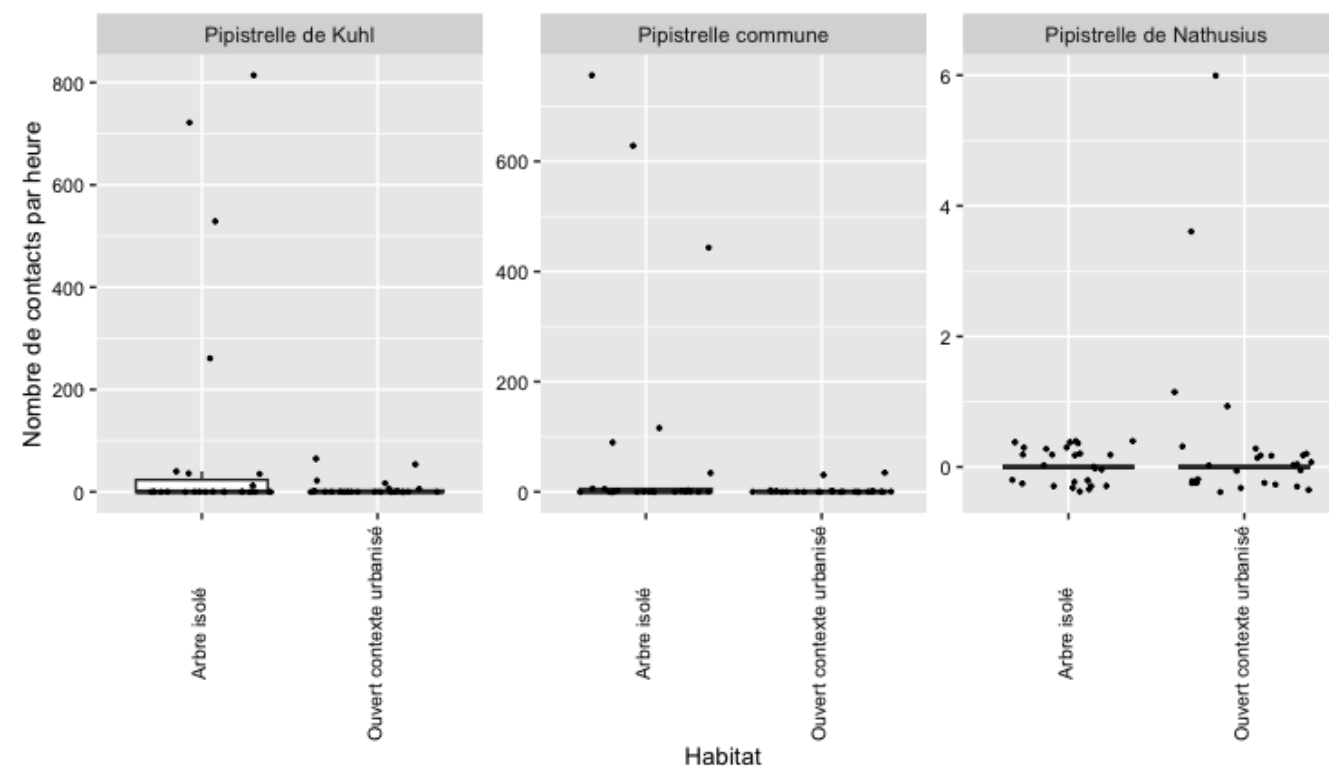 Pipistrelle de Kuhl
Pipistrelle commune
Pipistrelle de Nathusius
Nombre de contacts par heure
800
600
400
200
0
600
400
200
0
6
4
2
0
Arbre isolé
Ouvert contexte urbanisé
Arbre isolé
Ouvert contexte urbanisé
Arbre isolé
Ouvert contexte urbanisé
Habitat